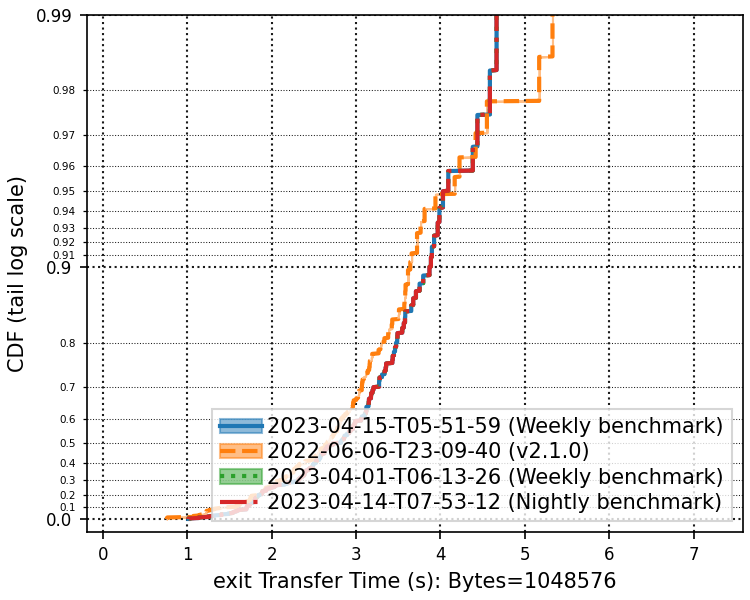 0.99
0.98
0.97
0.96
0.95
0.94
0.93
0.92
0.91
0.9
0.8
0.7
0.6
0.5
0.4
0.3
0.2
0.1
0.0
CDF (tail log scale)
2023-04-15-T05-51-59 (Weekly benchmark)
2022-06-06-T23-09-40 (v2.1.0)
2023-04-01-T06-13-26 (Weekly benchmark)
2023-04-14-T07-53-12 (Nightly benchmark)
0 1 2 3 4 5 6 7
exit Transfer Time (s): Bytes=1048576